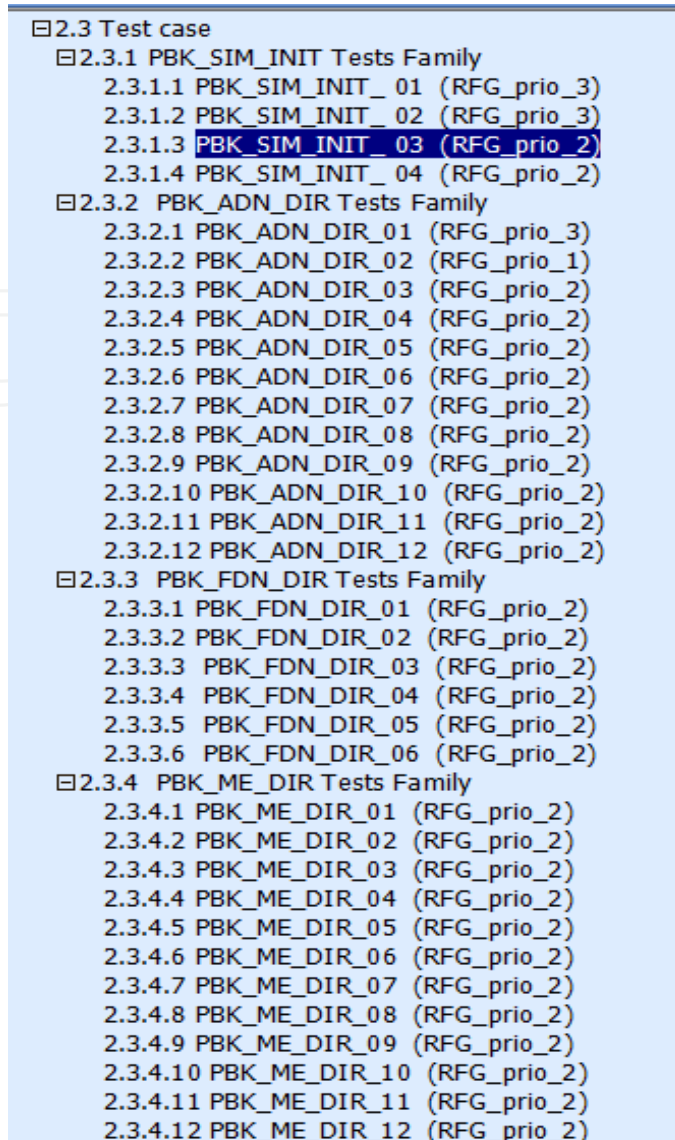 2.3 Test case
2.3.1 PBK_SIM_INIT Tests Family
2.3.1.1 PBK_SIM_INIT_ 01 (RFG_prio_3)
2.3.1.2 PBK_SIM_INIT_ 02 (RFG_prio_3)
2.3.1.3 PBK_SIM_INIT_ 03 (RFG_prio_2)
2.3.1.4 PBK_SIM_INIT_ 04 (RFG_prio_2)
2.3.2 PBK_ADN_DIR Tests Family
2.3.2.1 PBK_ADN_DIR_01 (RFG_prio_3)
2.3.2.2 PBK_ADN_DIR_02 (RFG_prio_1)
2.3.2.3 PBK_ADN_DIR_03 (RFG_prio_2)
2.3.2.4 PBK_ADN_DIR_04 (RFG_prio_2)
2.3.2.5 PBK_ADN_DIR_05 (RFG_prio_2)
2.3.2.6 PBK_ADN_DIR_06 (RFG_prio_2)
2.3.2.7 PBK_ADN_DIR_07 (RFG_prio_2)
2.3.2.8 PBK_ADN_DIR_08 (RFG_prio_2)
2.3.2.9 PBK_ADN_DIR_09 (RFG_prio_2)
2.3.2.10 PBK_ADN_DIR_10 (RFG_prio_2)
2.3.2.11 PBK_ADN_DIR_11 (RFG_prio_2)
2.3.2.12 PBK_ADN_DIR_12 (RFG_prio_2)
2.3.3 PBK_FDN_DIR Tests Family
2.3.3.1 PBK_FDN_DIR_01 (RFG_prio_2)
2.3.3.2 PBK_FDN_DIR_02 (RFG_prio_2)
2.3.3.3 PBK_FDN_DIR_03 (RFG_prio_2)
2.3.3.4 PBK_FDN_DIR_04 (RFG_prio_2)
2.3.3.5 PBK_FDN_DIR_05 (RFG_prio_2)
2.3.3.6 PBK_FDN_DIR_06 (RFG_prio_2)
2.3.4 PBK_ME_DIR Tests Family
2.3.4.1 PBK_ME_DIR_01 (RFG_prio_2)
2.3.4.2 PBK_ME_DIR_02 (RFG_prio_2)
2.3.4.3 PBK_ME_DIR_03 (RFG_prio_2)
2.3.4.4 PBK_ME_DIR_04 (RFG_prio_2)
2.3.4.5 PBK_ME_DIR_05 (RFG_prio_2)
2.3.4.6 PBK_ME_DIR_06 (RFG_prio_2)
2.3.4.7 PBK_ME_DIR_07 (RFG_prio_2)
2.3.4.8 PBK_ME_DIR_08 (RFG_prio_2)
2.3.4.9 PBK_ME_DIR_09 (RFG_prio_2)
2.3.4.10 PBK_ME_DIR_10 (RFG_prio_2)
2.3.4.11 PBK_ME_DIR_11 (RFG_prio_2)
2.3.4.12 PBK_ME_DIR_12 (RFG_prio_2)